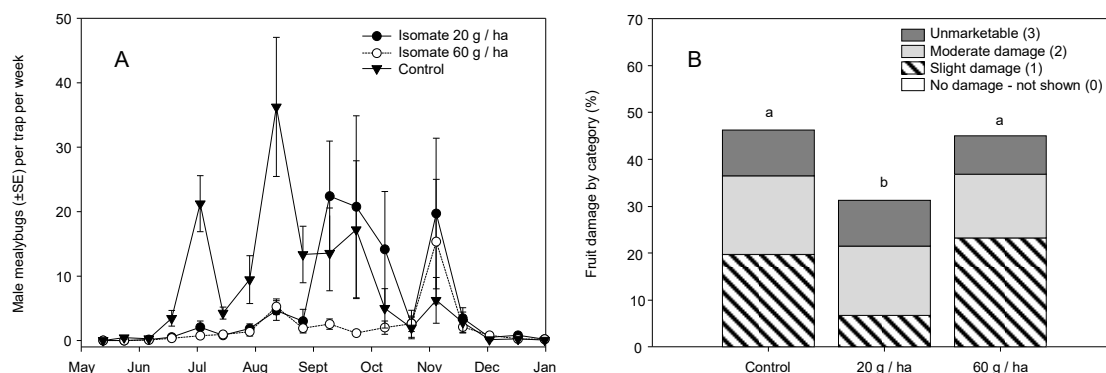 A
Male mealybugs (±SE) per trap per week
50
40
30
20
10
0
Isomate 20 g / ha
Isomate 60 g / ha
Control
May Jun Jul Aug Sept Oct Nov Dec Jan
B
Fruit damage by category (%)
70
60
50
40
30
20
10
0
Unmarketable (3)
Moderate damage (2)
Slight damage (1)
No damage - not shown (0)
a
b
a
Control 20 g / ha 60 g / ha